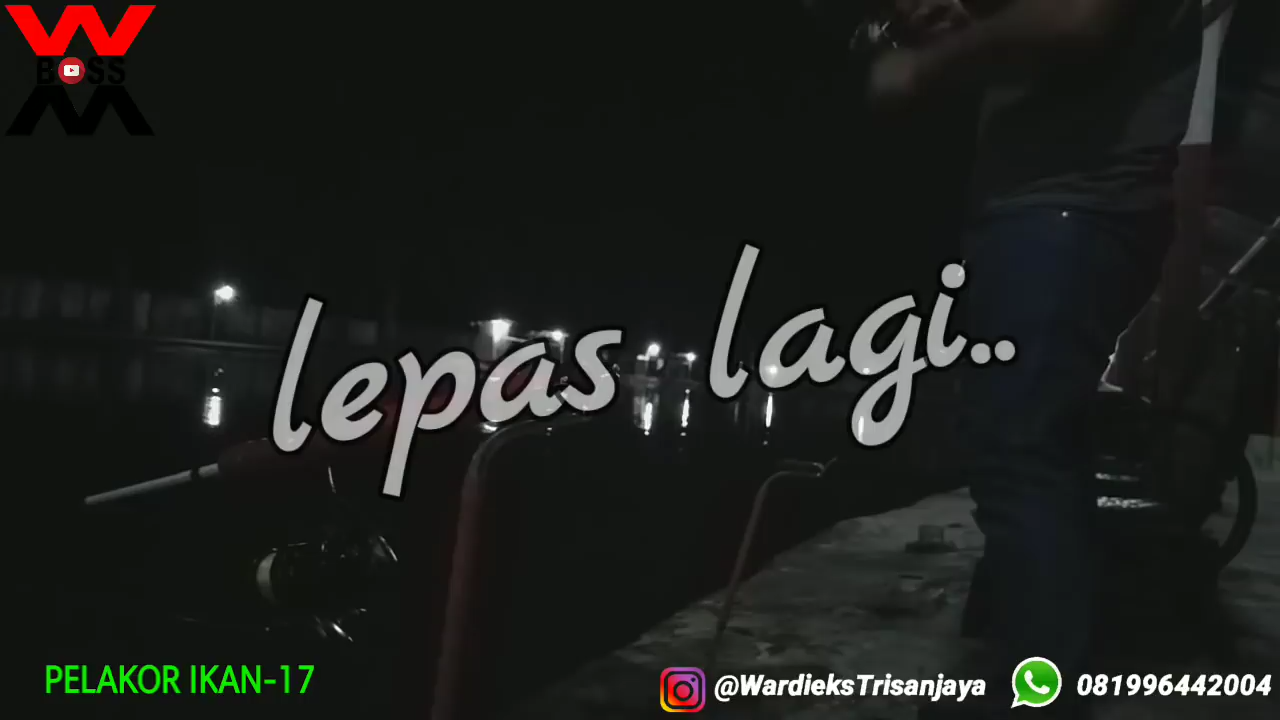 BOSS
lepas lagi..
PELAKOR IKAN-17
@WardieksTrisanjaya
081996442004